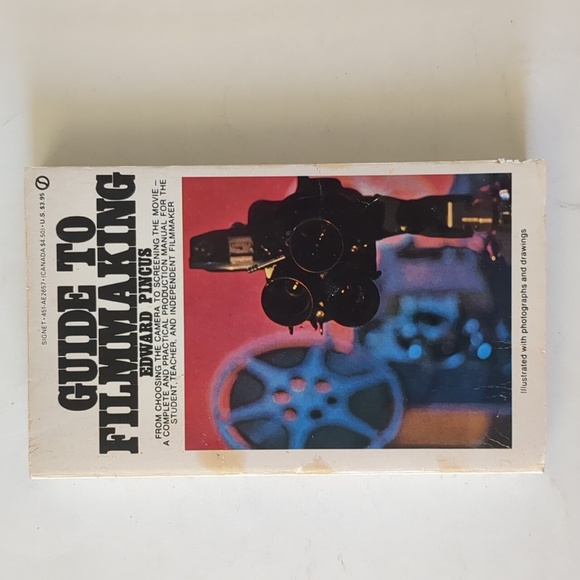 SIGNET • 451-AE2657 • (CANADA $4.50) • U.S. $3.95
GUIDE TO
FILMMAKING
EDWARD PINCUS
FROM CHOOSING THE CAMERA TO SCREENING THE MOVIE —
A COMPLETE AND PRACTICAL PRODUCTION MANUAL FOR THE
STUDENT, TEACHER, AND INDEPENDENT FILMMAKER
Illustrated with photographs and drawings